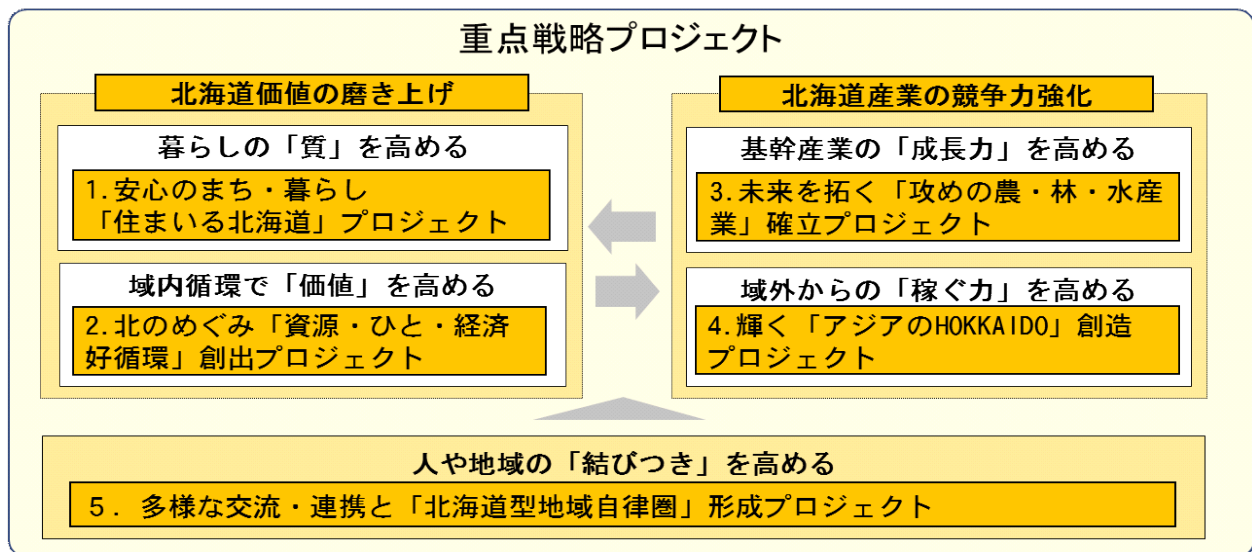 重点戦略プロジェクト
北海道価値の磨き上げ
暮らしの「質」を高める
1.安心のまち・暮らし
「住まいる北海道」プロジェクト
域内循環で「価値」を高める
2.北のめぐみ「資源・ひと・経済
好循環」創出プロジェクト
北海道産業の競争力強化
基幹産業の「成長力」を高める
3.未来を拓く「攻めの農・林・水産
業」確立プロジェクト
域外からの「稼ぐ力」を高める
4.輝く「アジアのHOKKAIDO」創造
プロジェクト
人や地域の「結びつき」を高める
5. 多様な交流・連携と「北海道型地域自律圏」形成プロジェクト